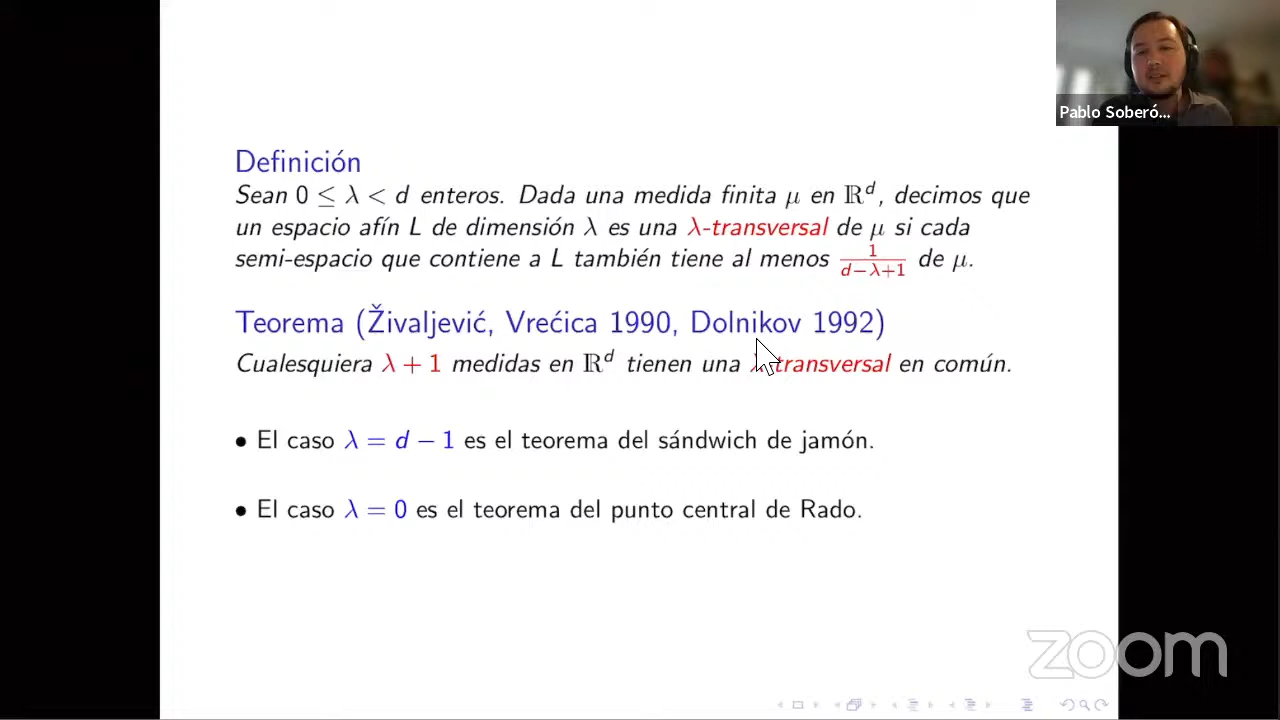 Definición
Sean 0 ≤ λ < d enteros. Dada una medida finita μ en ℝᵈ, decimos que
un espacio afín L de dimensión λ es una λ-transversal de μ si cada
semi-espacio que contiene a L también tiene al menos 1/(d−λ+1) de μ.
Teorema (Živaljević, Vrećica 1990, Dolnikov 1992)
Cualesquiera λ + 1 medidas en ℝᵈ tienen una λ-transversal en común.
• El caso λ = d − 1 es el teorema del sándwich de jamón.
• El caso λ = 0 es el teorema del punto central de Rado.
Pablo Soberó...
zoom